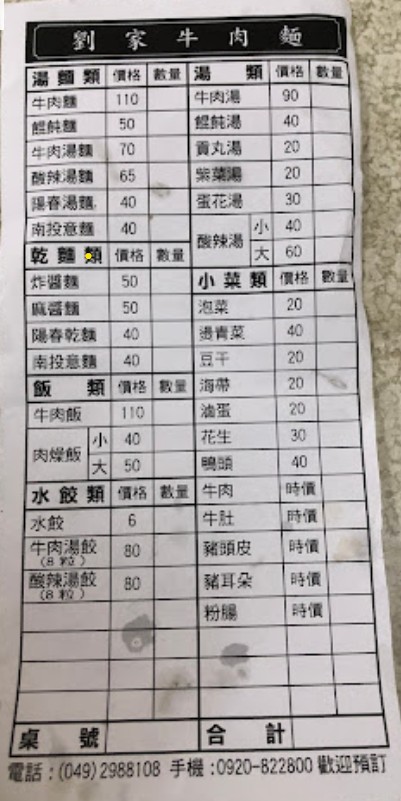 劉家牛肉麵
湯麵類 價格 數量
牛肉麵 110
餛飩麵 50
牛肉湯麵 70
酸辣湯麵 65
陽春湯麵 40
南投意麵 40
乾麵類 價格 數量
炸醬麵 50
麻醬麵 50
陽春乾麵 40
南投意麵 40
飯類 價格 數量
牛肉飯 110
肉燥飯 小 40
大 50
水餃類 價格 數量
水餃 6
牛肉湯餃 80
(8粒)
酸辣湯餃 80
(8粒)
湯類 價格 數量
牛肉湯 90
餛飩湯 40
貢丸湯 20
紫菜湯 20
蛋花湯 30
酸辣湯 小 40
大 60
小菜類 價格 數量
泡菜 20
燙青菜 40
豆干 20
海帶 20
滷蛋 20
花生 30
鴨頭 40
牛肉 時價
牛肚 時價
豬頭皮 時價
豬耳朵 時價
粉腸 時價
桌號 合計
電話:(049)2988108 手機:0920-822800 歡迎預訂